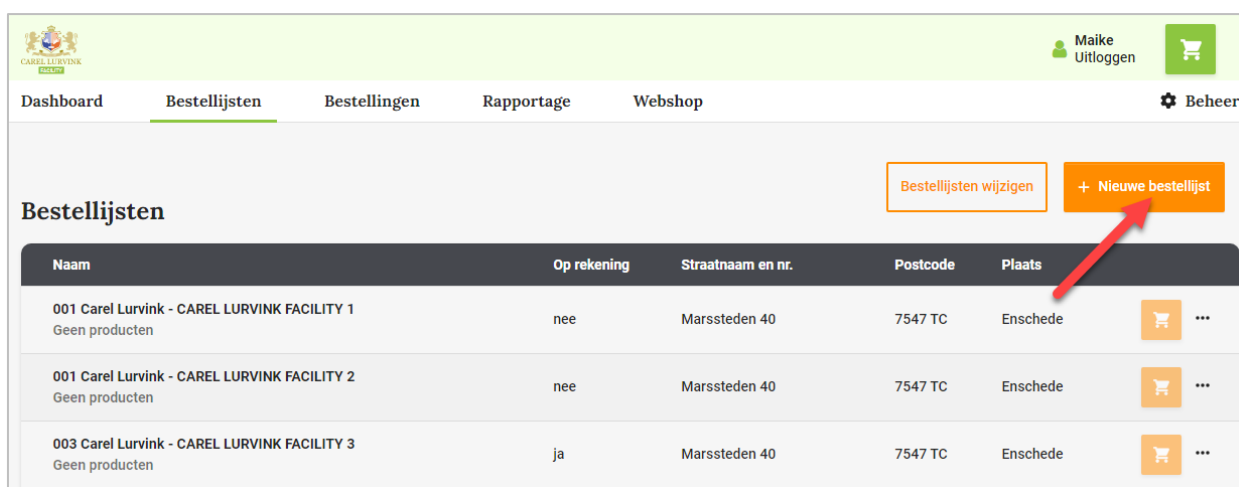 CAREL LURVINK
FACILITY
Maike
Uitloggen
Dashboard Bestellijsten Bestellingen Rapportage Webshop Beheer
Bestellijsten wijzigen + Nieuwe bestellijst
Bestellijsten
Naam Op rekening Straatnaam en nr. Postcode Plaats
001 Carel Lurvink - CAREL LURVINK FACILITY 1 nee Marssteden 40 7547 TC Enschede
Geen producten
001 Carel Lurvink - CAREL LURVINK FACILITY 2 nee Marssteden 40 7547 TC Enschede
Geen producten
003 Carel Lurvink - CAREL LURVINK FACILITY 3 ja Marssteden 40 7547 TC Enschede
Geen producten